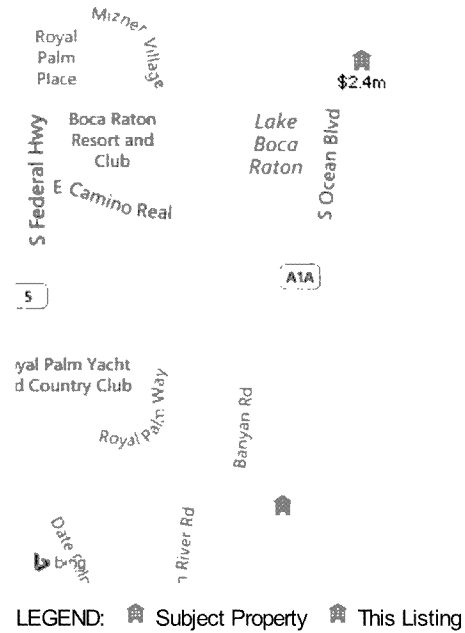 Mizner Village
Royal
Palm
Place
$2.4m
Boca Raton
Resort and
Club
Lake
Boca
Raton
S Ocean Blvd
S Federal Hwy
E Camino Real
A1A
5
yal Palm Yacht
d Country Club
Royal Palm Way
Banyan Rd
n River Rd
Date Palm
b
LEGEND: Subject Property This Listing